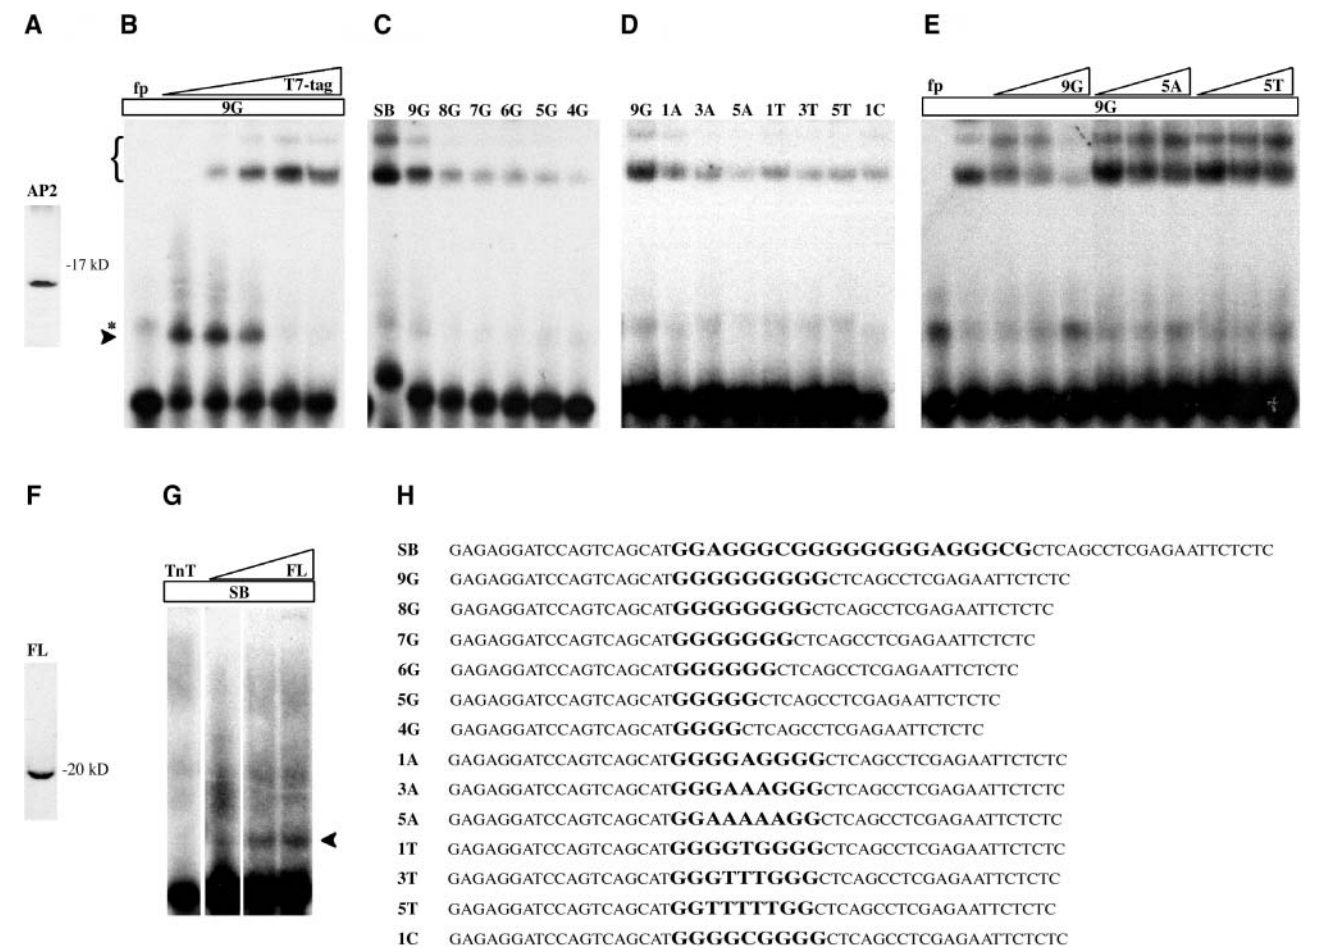 A
B
C
D
E
fp
T7-tag
9G
SB 9G 8G 7G 6G 5G 4G
9G 1A 3A 5A 1T 3T 5T 1C
fp
9G
5A
5T
9G
AP2
-17 kD
*
F
G
H
TnT
FL
SB
FL
-20 kD
SB GAGAGGATCCAGTCAGCATGGAGGGCGGGGGGGGAGGGCGCTCAGCCTCGAGAATTCTCTC
9G GAGAGGATCCAGTCAGCATGGGGGGGGGCTCAGCCTCGAGAATTCTCTC
8G GAGAGGATCCAGTCAGCATGGGGGGGGCTCAGCCTCGAGAATTCTCTC
7G GAGAGGATCCAGTCAGCATGGGGGGGCTCAGCCTCGAGAATTCTCTC
6G GAGAGGATCCAGTCAGCATGGGGGGCTCAGCCTCGAGAATTCTCTC
5G GAGAGGATCCAGTCAGCATGGGGGCTCAGCCTCGAGAATTCTCTC
4G GAGAGGATCCAGTCAGCATGGGGCTCAGCCTCGAGAATTCTCTC
1A GAGAGGATCCAGTCAGCATGGGGAGGGGCTCAGCCTCGAGAATTCTCTC
3A GAGAGGATCCAGTCAGCATGGGAAAGGGCTCAGCCTCGAGAATTCTCTC
5A GAGAGGATCCAGTCAGCATGGAAAAAGGCTCAGCCTCGAGAATTCTCTC
1T GAGAGGATCCAGTCAGCATGGGGTGGGGCTCAGCCTCGAGAATTCTCTC
3T GAGAGGATCCAGTCAGCATGGGTTTGGGCTCAGCCTCGAGAATTCTCTC
5T GAGAGGATCCAGTCAGCATGGTTTTTGGCTCAGCCTCGAGAATTCTCTC
1C GAGAGGATCCAGTCAGCATGGGGCGGGGCTCAGCCTCGAGAATTCTCTC